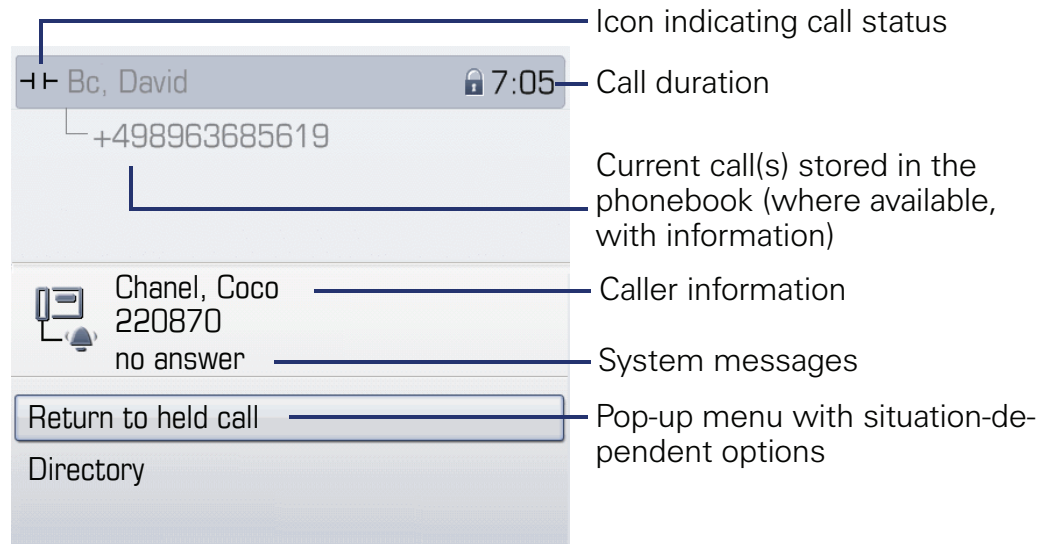 Icon indicating call status
Bc, David 7:05
Call duration
+498963685619
Current call(s) stored in the
phonebook (where available,
with information)
Chanel, Coco
Caller information
220870
no answer
System messages
Return to held call
Pop-up menu with situation-de-
pendent options
Directory